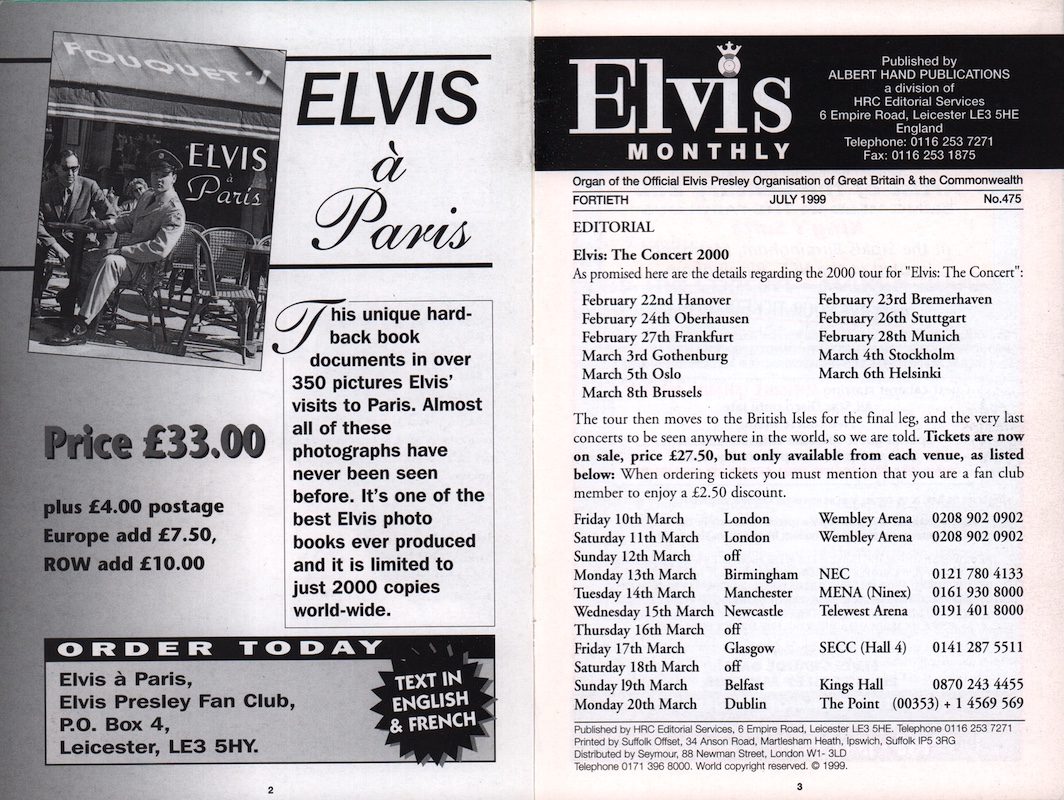 FOUQUET'S
ELVIS
à
Paris
ELVIS
à
Paris
This unique hard-
back book
documents in over
350 pictures Elvis'
visits to Paris. Almost
all of these
photographs have
never been seen
before. It's one of the
best Elvis photo
books ever produced
and it is limited to
just 2000 copies
world-wide.
Price £33.00
plus £4.00 postage
Europe add £7.50,
ROW add £10.00
ORDER TODAY
Elvis à Paris,
Elvis Presley Fan Club,
P.O. Box 4,
Leicester, LE3 5HY.
TEXT IN
ENGLISH
& FRENCH
2
Elvis
MONTHLY
Published by
ALBERT HAND PUBLICATIONS
a division of
HRC Editorial Services
6 Empire Road, Leicester LE3 5HE
England
Telephone: 0116 253 7271
Fax: 0116 253 1875
Organ of the Official Elvis Presley Organisation of Great Britain & the Commonwealth
FORTIETH JULY 1999 No.475
EDITORIAL
Elvis: The Concert 2000
As promised here are the details regarding the 2000 tour for "Elvis: The Concert":
February 22nd Hanover February 23rd Bremerhaven
February 24th Oberhausen February 26th Stuttgart
February 27th Frankfurt February 28th Munich
March 3rd Gothenburg March 4th Stockholm
March 5th Oslo March 6th Helsinki
March 8th Brussels
The tour then moves to the British Isles for the final leg, and the very last
concerts to be seen anywhere in the world, so we are told. Tickets are now
on sale, price £27.50, but only available from each venue, as listed
below: When ordering tickets you must mention that you are a fan club
member to enjoy a £2.50 discount.
Friday 10th March London Wembley Arena 0208 902 0902
Saturday 11th March London Wembley Arena 0208 902 0902
Sunday 12th March off
Monday 13th March Birmingham NEC 0121 780 4133
Tuesday 14th March Manchester MENA (Ninex) 0161 930 8000
Wednesday 15th March Newcastle Telewest Arena 0191 401 8000
Thursday 16th March off
Friday 17th March Glasgow SECC (Hall 4) 0141 287 5511
Saturday 18th March off
Sunday l9th March Belfast Kings Hall 0870 243 4455
Monday 20th March Dublin The Point (00353) + 1 4569 569
Published by HRC Editorial Services, 6 Empire Road, Leicester LE3 5HE. Telephone 0116 253 7271
Printed by Suffolk Offset, 34 Anson Road, Martlesham Heath, Ipswich, Suffolk IP5 3RG
Distributed by Seymour, 88 Newman Street, London W1- 3LD
Telephone 0171 396 8000. World copyright reserved. © 1999.
3